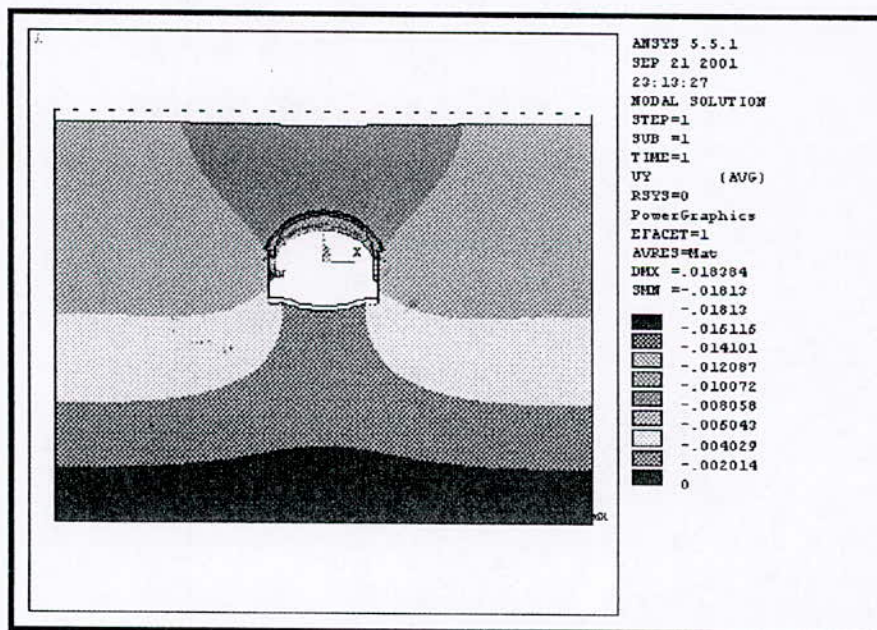 ANSYS 5.5.1
SEP 21 2001
23:13:27
NODAL SOLUTION
STEP=1
SUB =1
TIME=1
UY (AVG)
RSYS=0
PowerGraphics
EFACET=1
AVRES=Mat
DMX =.018384
SMN =-.01813
-.01813
-.016116
-.014101
-.012087
-.010072
-.008058
-.006043
-.004029
-.002014
0
X